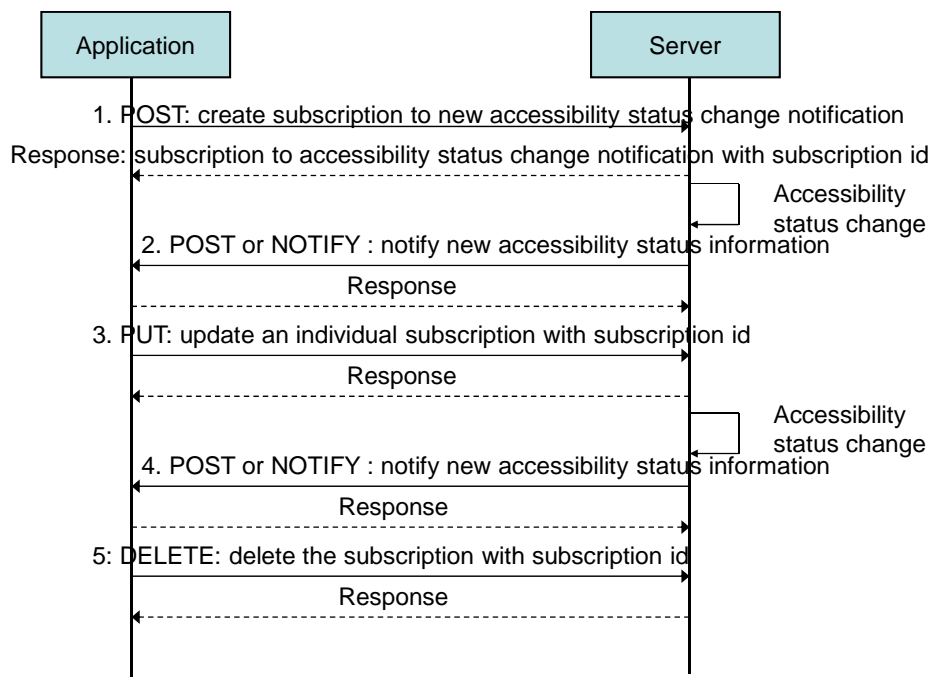 Application
Server
1. POST: create subscription to new accessibility status change notification
Response: subscription to accessibility status change notification with subscription id
Accessibility
status change
2. POST or NOTIFY : notify new accessibility status information
Response
3. PUT: update an individual subscription with subscription id
Response
Accessibility
status change
4. POST or NOTIFY : notify new accessibility status information
Response
5: DELETE: delete the subscription with subscription id
Response